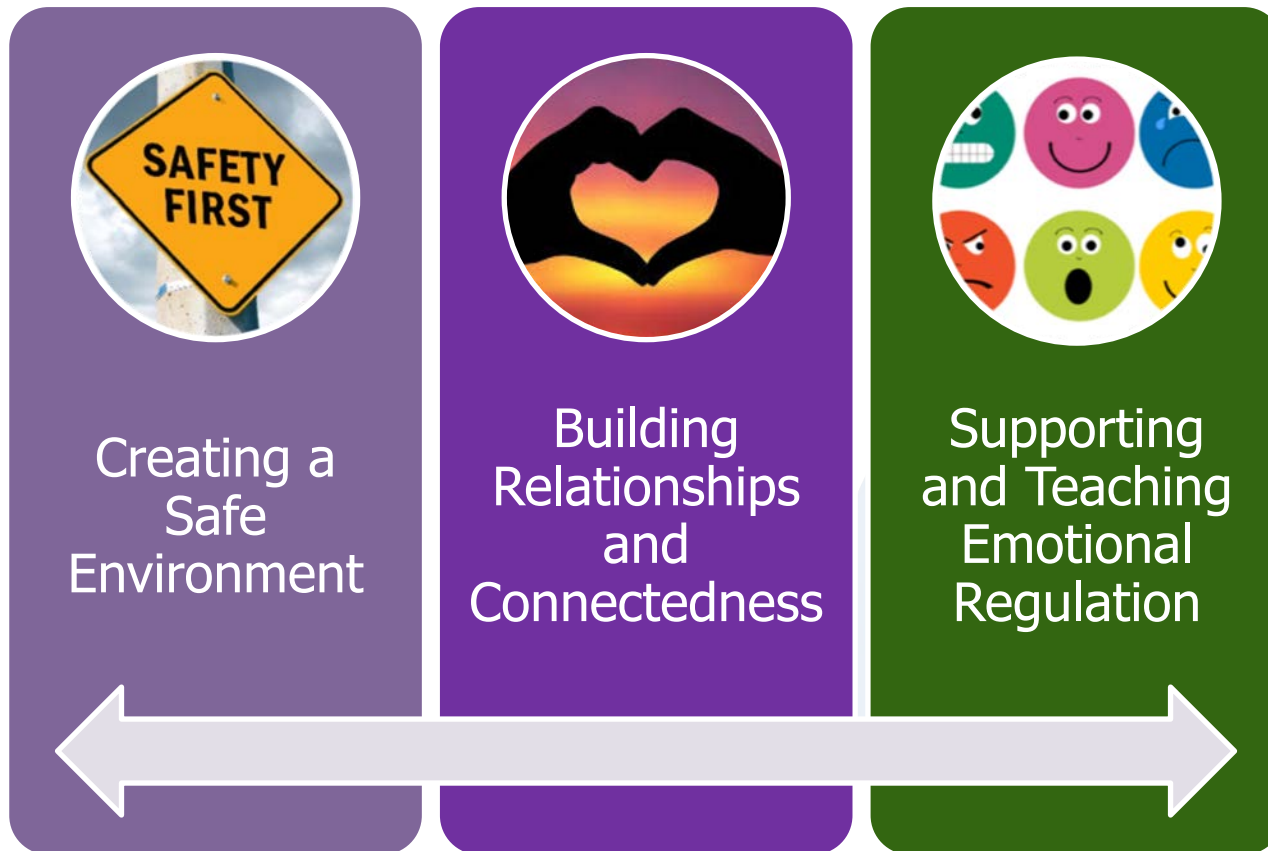 SAFETY
FIRST
Creating a
Safe
Environment
Building
Relationships
and
Connectedness
Supporting
and Teaching
Emotional
Regulation